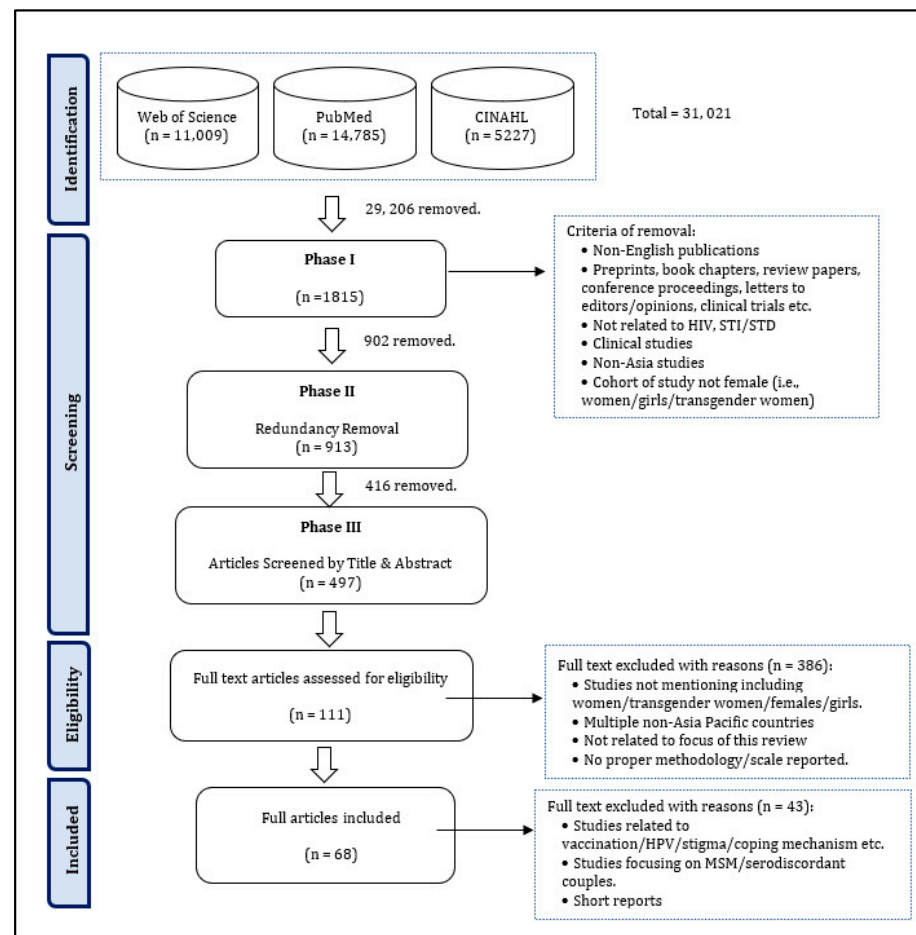 Identification
Web of Science
(n = 11,009)
PubMed
(n = 14,785)
CINAHL
(n = 5227)
Total = 31, 021
29, 206 removed.
Screening
Phase I
(n =1815)
Criteria of removal:
• Non-English publications
• Preprints, book chapters, review papers,
conference proceedings, letters to
editors/opinions, clinical trials etc.
• Not related to HIV, STI/STD
• Clinical studies
• Non-Asia studies
• Cohort of study not female (i.e.,
women/girls/transgender women)
902 removed.
Phase II
Redundancy Removal
(n = 913)
416 removed.
Phase III
Articles Screened by Title & Abstract
(n = 497)
Eligibility
Full text articles assessed for eligibility
(n = 111)
Full text excluded with reasons (n = 386):
• Studies not mentioning including
women/transgender women/females/girls.
• Multiple non-Asia Pacific countries
• Not related to focus of this review
• No proper methodology/scale reported.
Included
Full articles included
(n = 68)
Full text excluded with reasons (n = 43):
• Studies related to
vaccination/HPV/stigma/coping mechanism etc.
• Studies focusing on MSM/serodiscordant
couples.
• Short reports